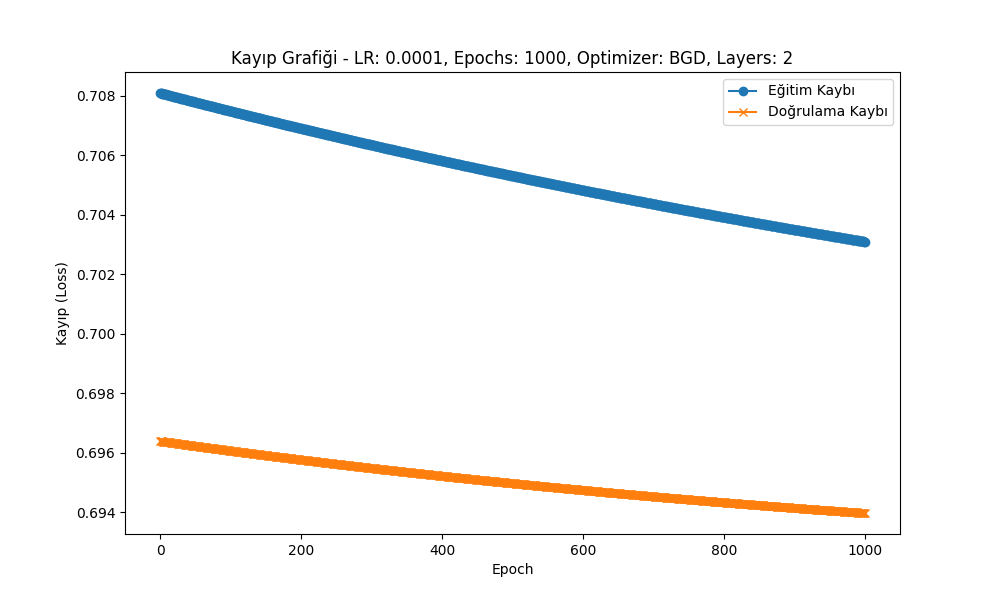 Kayıp Grafiği - LR: 0.0001, Epochs: 1000, Optimizer: BGD, Layers: 2
Eğitim Kaybı
Doğrulama Kaybı
Kayıp (Loss)
0.708
0.706
0.704
0.702
0.700
0.698
0.696
0.694
0
200
400
600
800
1000
Epoch